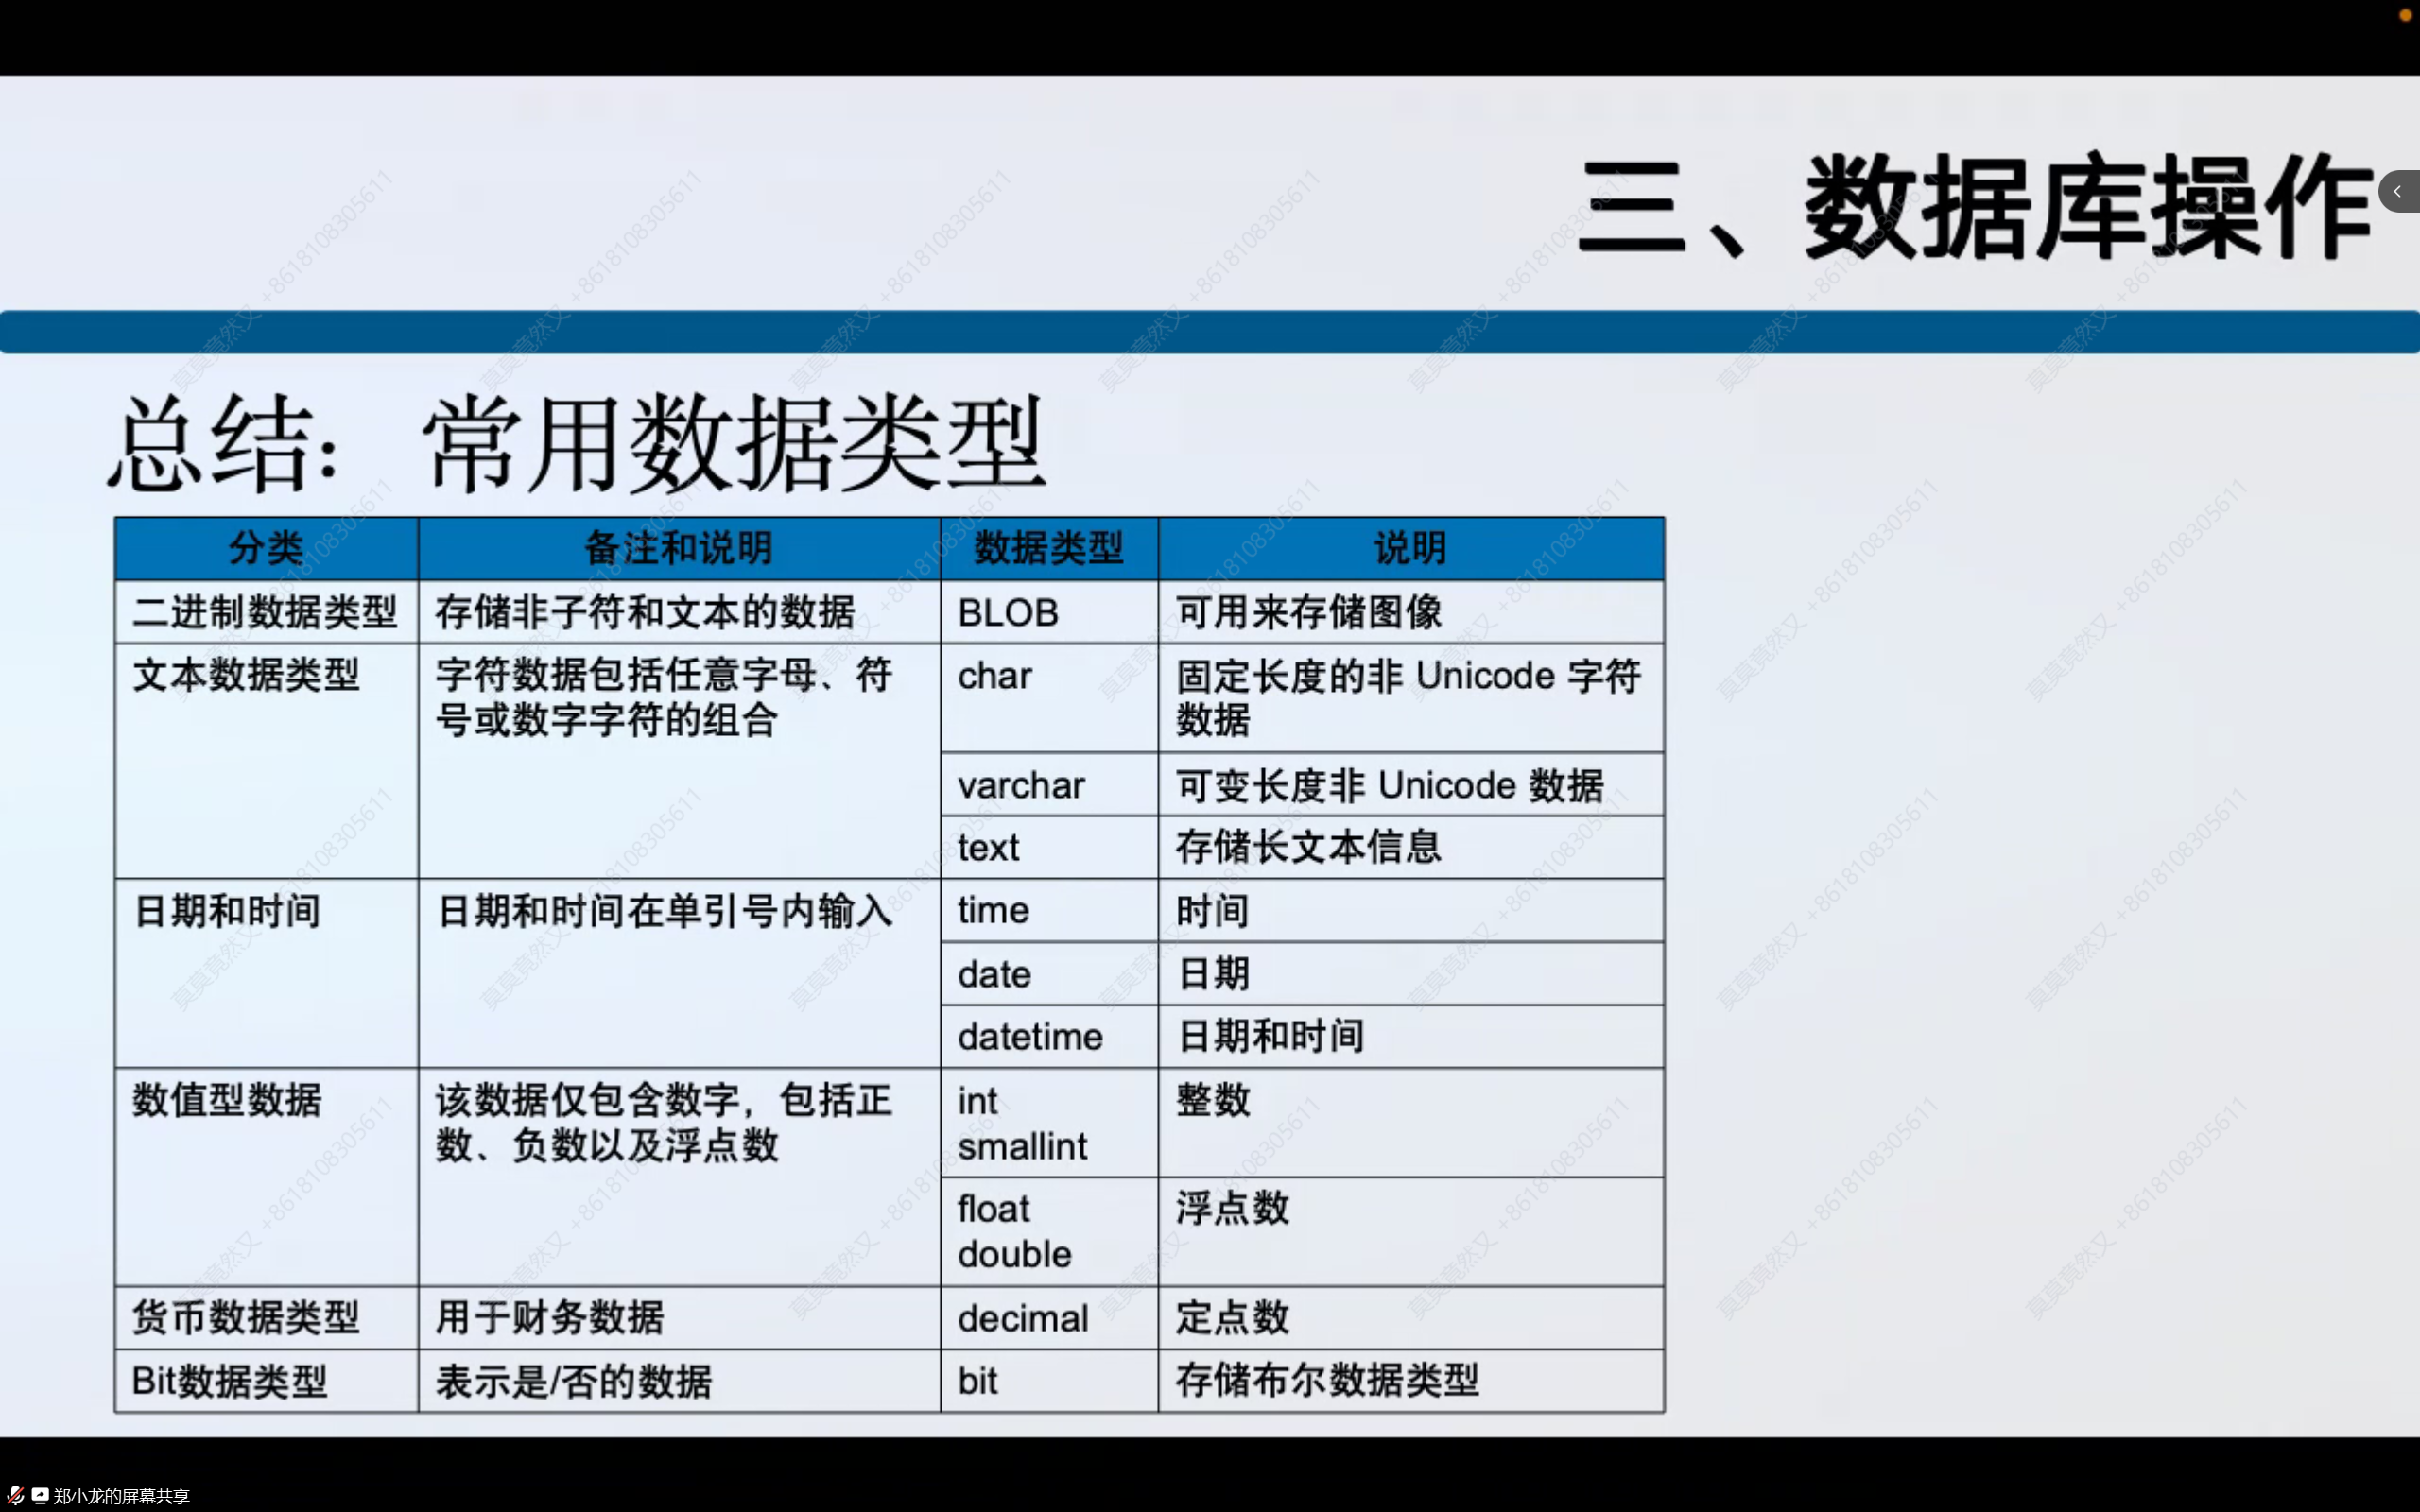 三、数据库操作
总结: 常用数据类型
分类 备注和说明 数据类型 说明
二进制数据类型 存储非子符和文本的数据 BLOB 可用来存储图像
文本数据类型 字符数据包括任意字母、符 char 固定长度的非 Unicode 字符
号或数字字符的组合 数据
varchar 可变长度非 Unicode 数据
text 存储长文本信息
日期和时间 日期和时间在单引号内输入 time 时间
date 日期
datetime 日期和时间
数值型数据 该数据仅包含数字，包括正 int 整数
数、负数以及浮点数 smallint
float 浮点数
double
货币数据类型 用于财务数据 decimal 定点数
Bit数据类型 表示是/否的数据 bit 存储布尔数据类型
郑小龙的屏幕共享
莫莫竟然又 +8618108305611